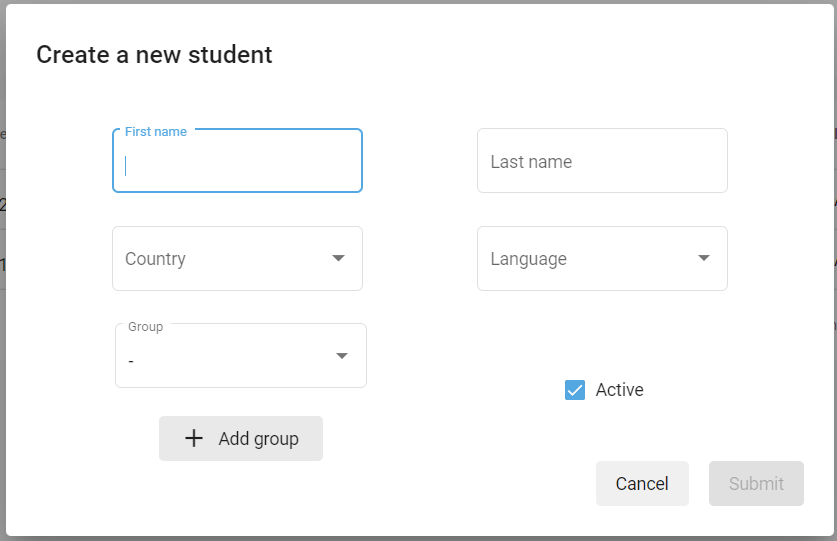 Create a new student
First name
Last name
Country
Language
Group
-
Active
Add group
Cancel
Submit